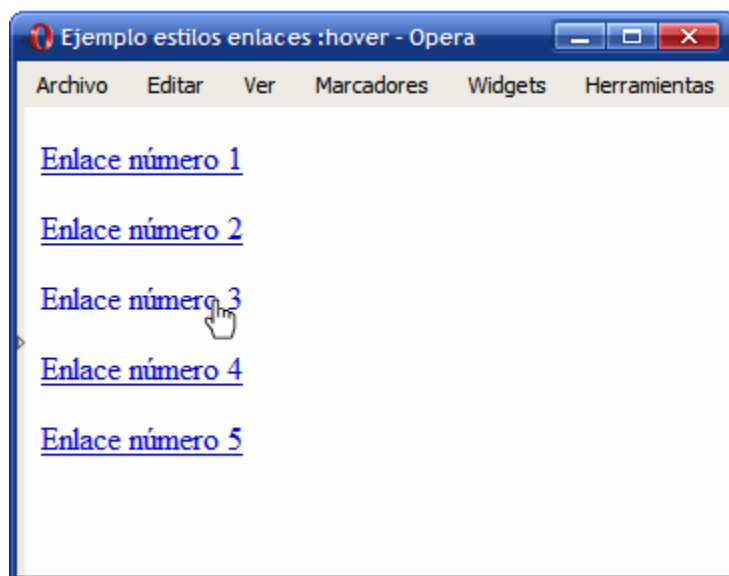 Ejemplo estilos enlaces :hover - Opera
Archivo Editar Ver Marcadores Widgets Herramientas
Enlace número 1
Enlace número 2
Enlace número 3
Enlace número 4
Enlace número 5